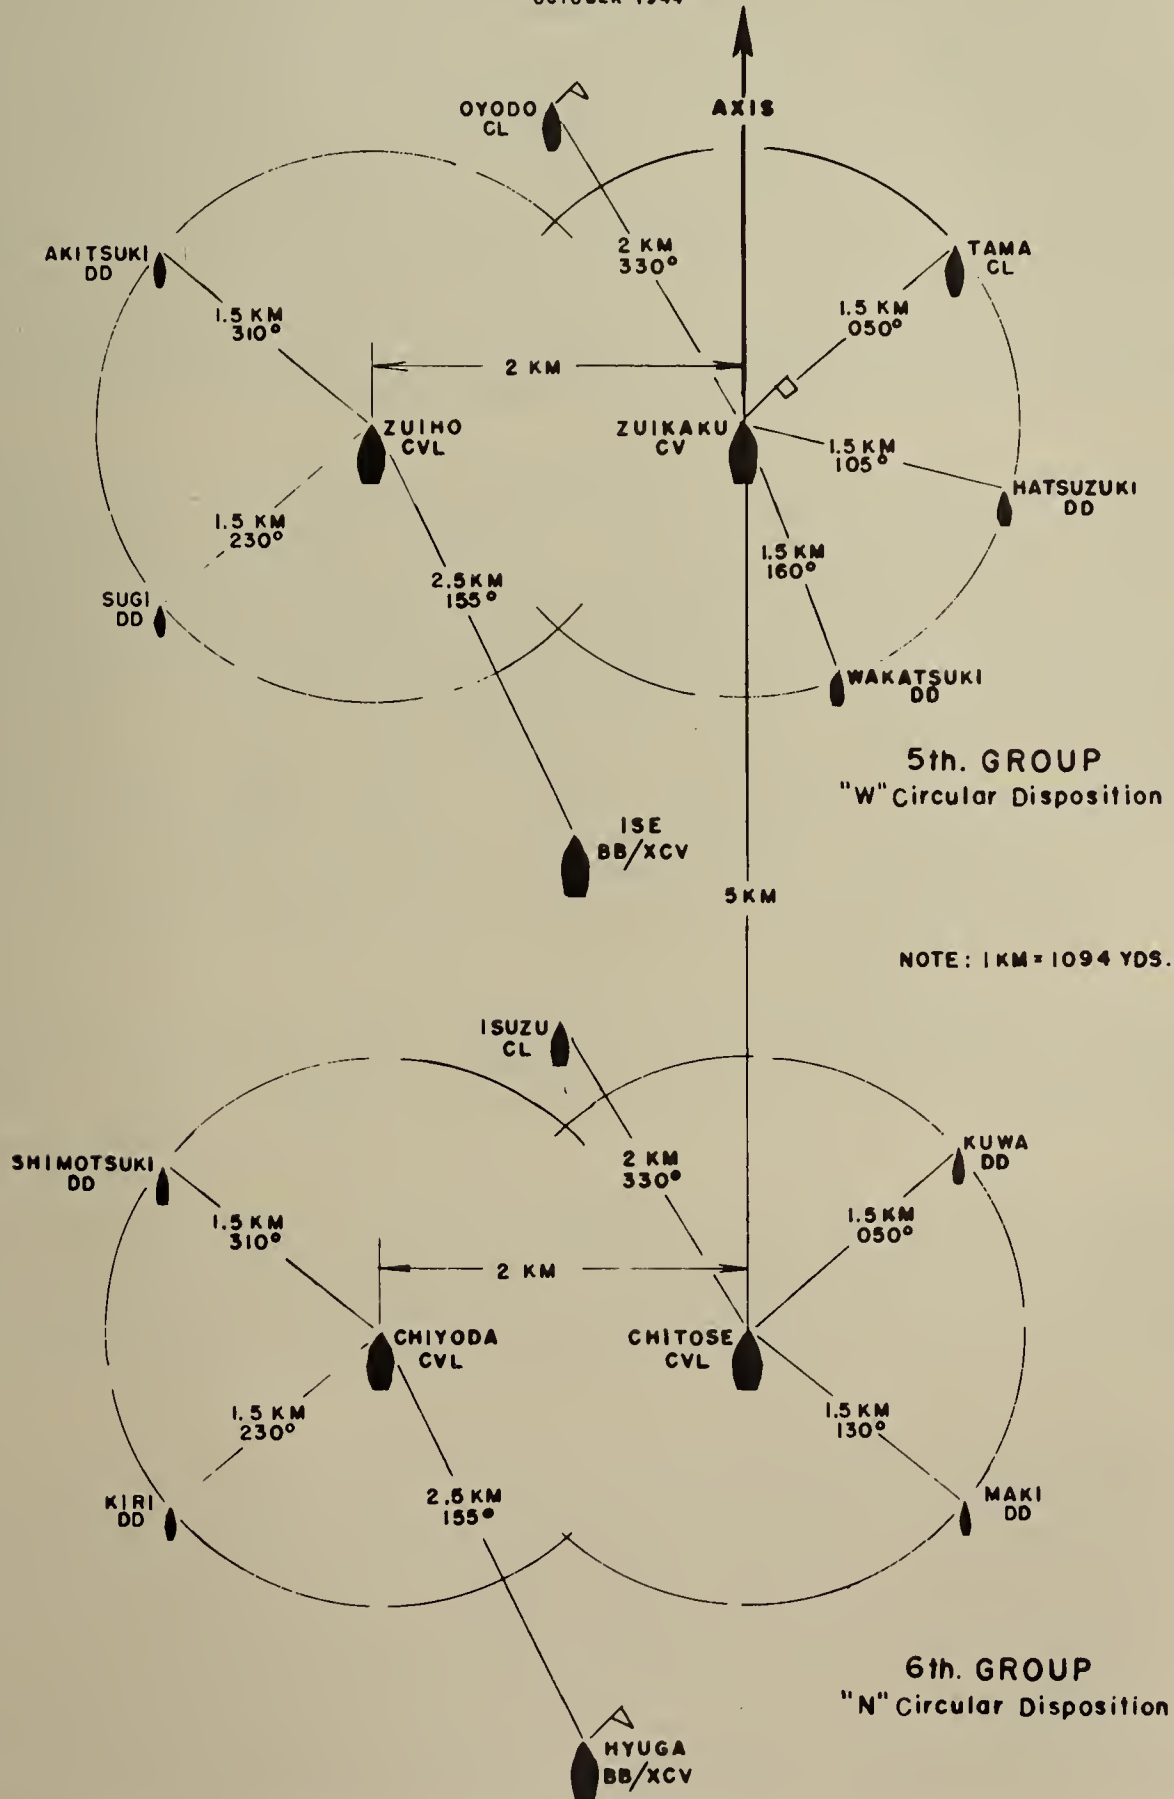 OCTOBER 1944
AXIS
OYODO
CL
AKITSUKI
DD
2 KM
330°
TAMA
CL
1.5 KM
310°
1.5 KM
050°
2 KM
ZUIHO
CVL
ZUIKAKU
CV
1.5 KM
105°
HATSUZUKI
DD
1.5 KM
230°
1.5 KM
160°
2.5 KM
155°
SUGI
DD
WAKATSUKI
DD
5th. GROUP
"W" Circular Disposition
ISE
BB/XCV
5 KM
NOTE: 1 KM = 1094 YDS.
ISUZU
CL
SHIMOTSUKI
DD
2 KM
330°
KUWA
DD
1.5 KM
310°
1.5 KM
050°
2 KM
CHIYODA
CVL
CHITOSE
CVL
1.5 KM
230°
1.5 KM
130°
KIRI
DD
2.5 KM
155°
MAKI
DD
6th. GROUP
"N" Circular Disposition
HYUGA
BB/XCV